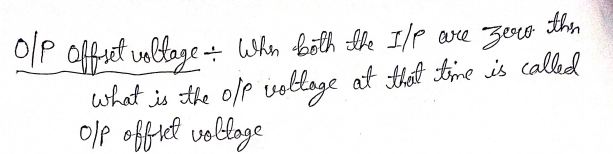 O/P offset voltage ÷ When both the I/P are zero then
what is the o/p voltage at that time is called
O/P offset voltage